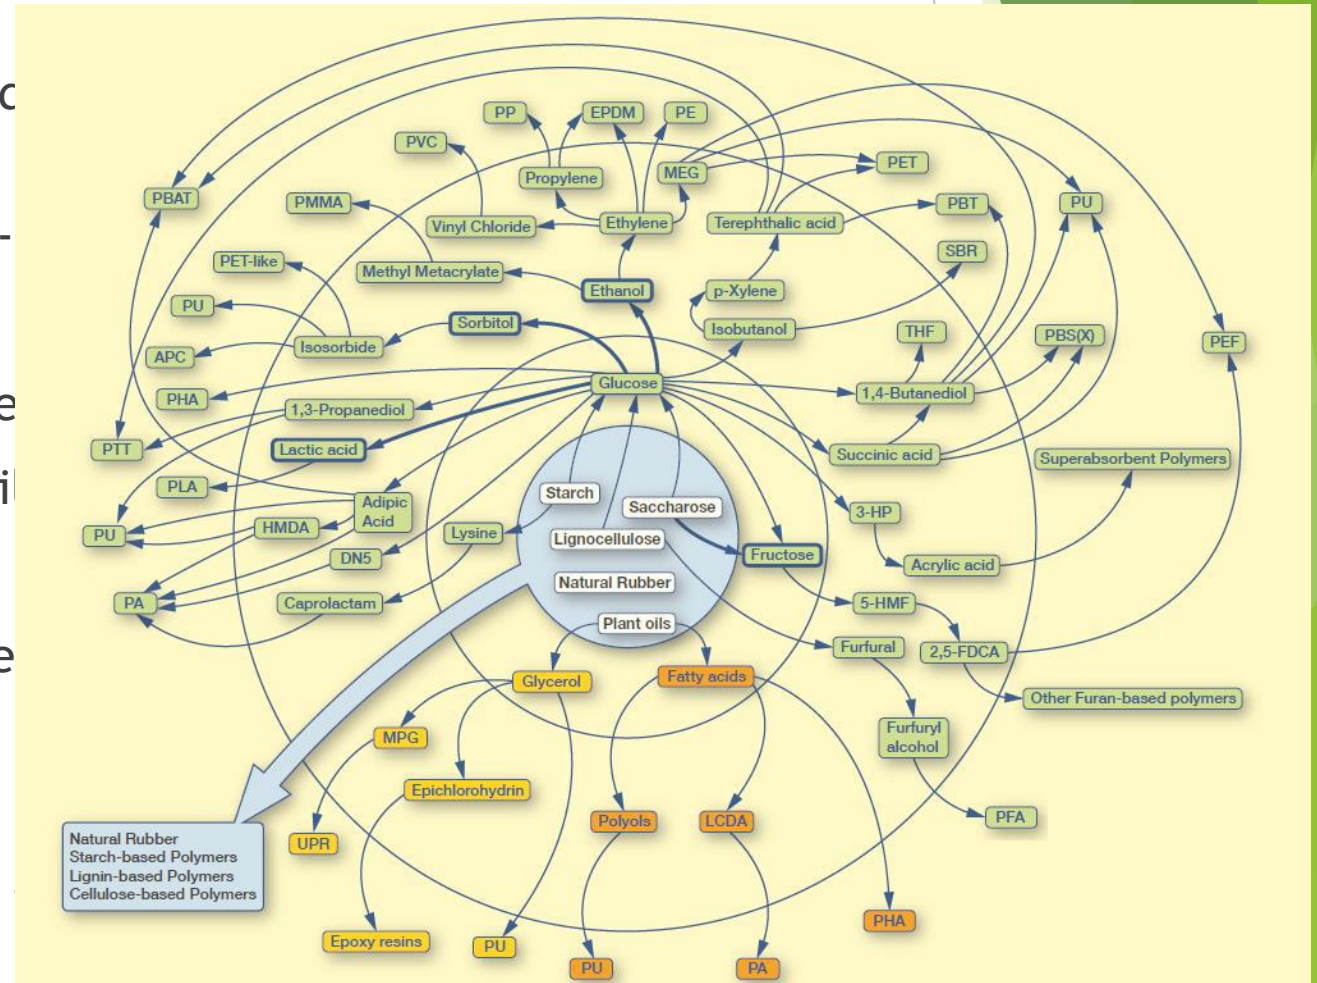 PP
EPDM
PE
PVC
PET
Propylene
MEG
PBAT
PMMA
PBT
PU
Vinyl Chloride
Ethylene
Terephthalic acid
SBR
PET-like
Methyl Metacrylate
Ethanol
p-Xylene
PU
Sorbitol
Isobutanol
THF
PBS(X)
PEF
APC
Isosorbide
Glucose
1,4-Butanediol
PHA
1,3-Propanediol
PTT
Lactic acid
Succinic acid
Superabsorbent Polymers
PLA
Starch
Adipic
Acid
Saccharose
3-HP
PU
HMDA
Lysine
Lignocellulose
Fructose
DN5
Acrylic acid
Natural Rubber
PA
Caprolactam
5-HMF
Plant oils
Furfural
2,5-FDCA
Glycerol
Fatty acids
Other Furan-based polymers
MPG
Furfuryl
alcohol
Epichlorohydrin
Polyols
LCDA
PFA
UPR
Natural Rubber
Starch-based Polymers
Lignin-based Polymers
Cellulose-based Polymers
PHA
Epoxy resins
PU
PU
PA